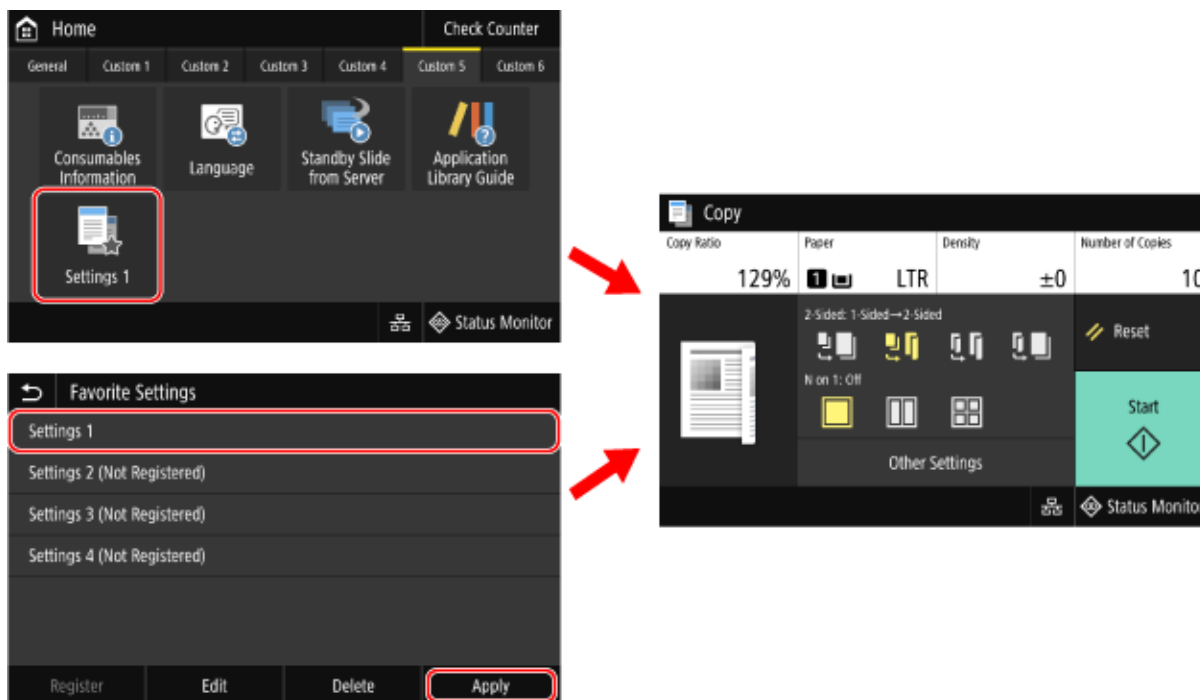 Home
Check Counter
General
Custom 1
Custom 2
Custom 3
Custom 4
Custom 5
Custom 6
Consumables
Information
Language
Standby Slide
from Server
Application
Library Guide
Settings 1
Status Monitor
Favorite Settings
Settings 1
Settings 2 (Not Registered)
Settings 3 (Not Registered)
Settings 4 (Not Registered)
Register
Edit
Delete
Apply
Copy
Copy Ratio
Paper
Density
Number of Copies
129%
1
LTR
±0
10
2-Sided: 1-Sided→2-Sided
N on 1: Off
Other Settings
Reset
Start
Status Monitor